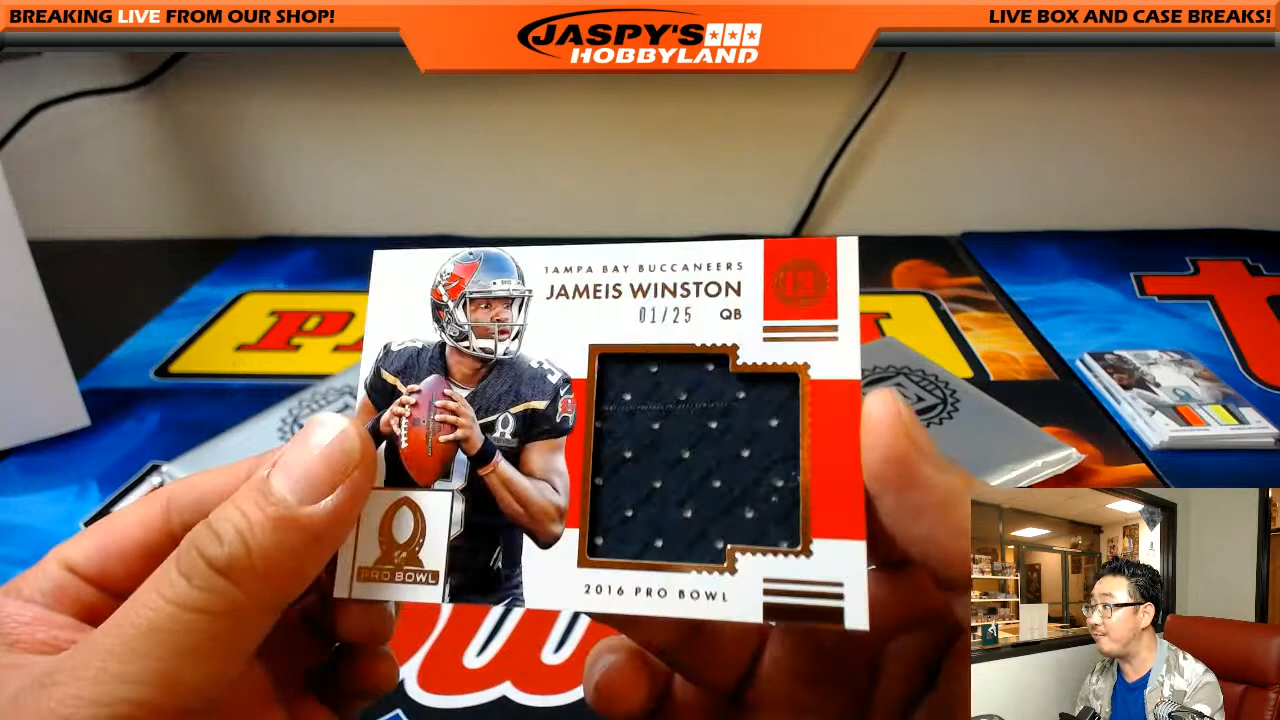 BREAKING LIVE FROM OUR SHOP!
JASPY'S
HOBBYLAND
LIVE BOX AND CASE BREAKS!
TAMPA BAY BUCCANEERS
JAMEIS WINSTON
01/25 QB
3
PRO BOWL
2016 PRO BOWL